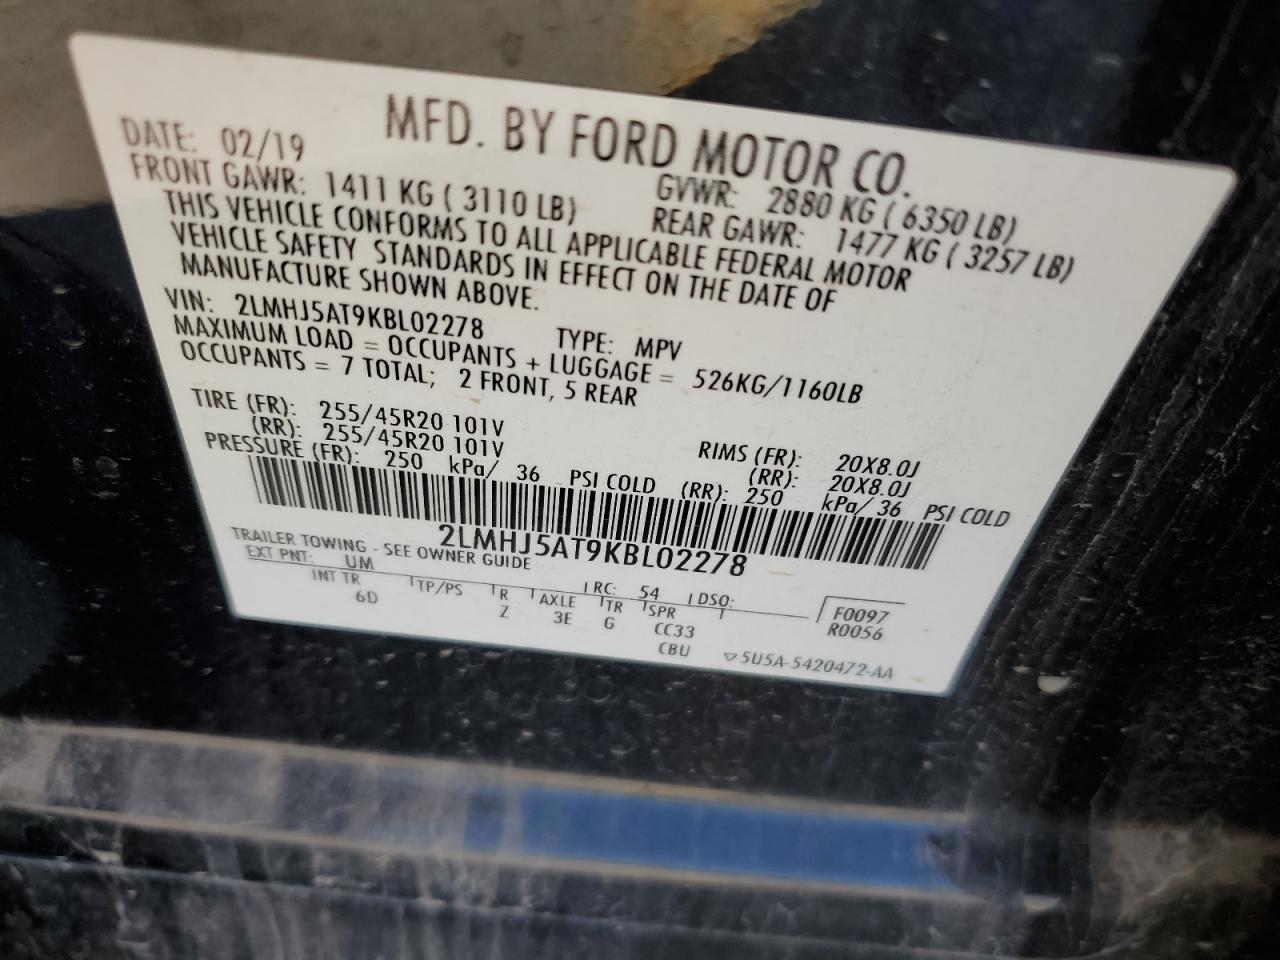 MFD. BY FORD MOTOR CO.
DATE: 02/19 GVWR: 2880 KG ( 6350 LB)
FRONT GAWR: 1411 KG ( 3110 LB) REAR GAWR: 1477 KG ( 3257 LB)
THIS VEHICLE CONFORMS TO ALL APPLICABLE FEDERAL MOTOR
VEHICLE SAFETY STANDARDS IN EFFECT ON THE DATE OF
MANUFACTURE SHOWN ABOVE.
VIN: 2LMHJ5AT9KBL02278 TYPE: MPV
MAXIMUM LOAD = OCCUPANTS + LUGGAGE = 526KG/1160LB
OCCUPANTS = 7 TOTAL; 2 FRONT, 5 REAR
TIRE (FR): 255/45R20 101V RIMS (FR): 20X8.0J
(RR): 255/45R20 101V (RR): 20X8.0J
PRESSURE (FR): 250 kPa/ 36 PSI COLD (RR): 250 kPa/ 36 PSI COLD
2LMHJ5AT9KBL02278
TRAILER TOWING - SEE OWNER GUIDE
EXT PNT: UM RC: 54 DSO:
INT TR TP/PS R AXLE TR SPR F0097
6D Z 3E G CC33 R0056
CBU ▽5U5A-5420472-AA